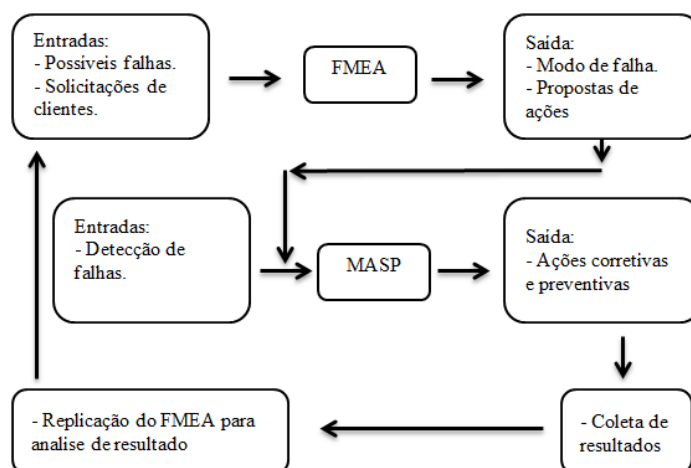 Entradas:
- Possíveis falhas.
- Solicitações de
clientes.
FMEA
Saída:
- Modo de falha.
- Propostas de
ações
Entradas:
- Detecção de
falhas.
MASP
Saída:
- Ações corretivas
e preventivas
- Replicação do FMEA para
analise de resultado
- Coleta de
resultados